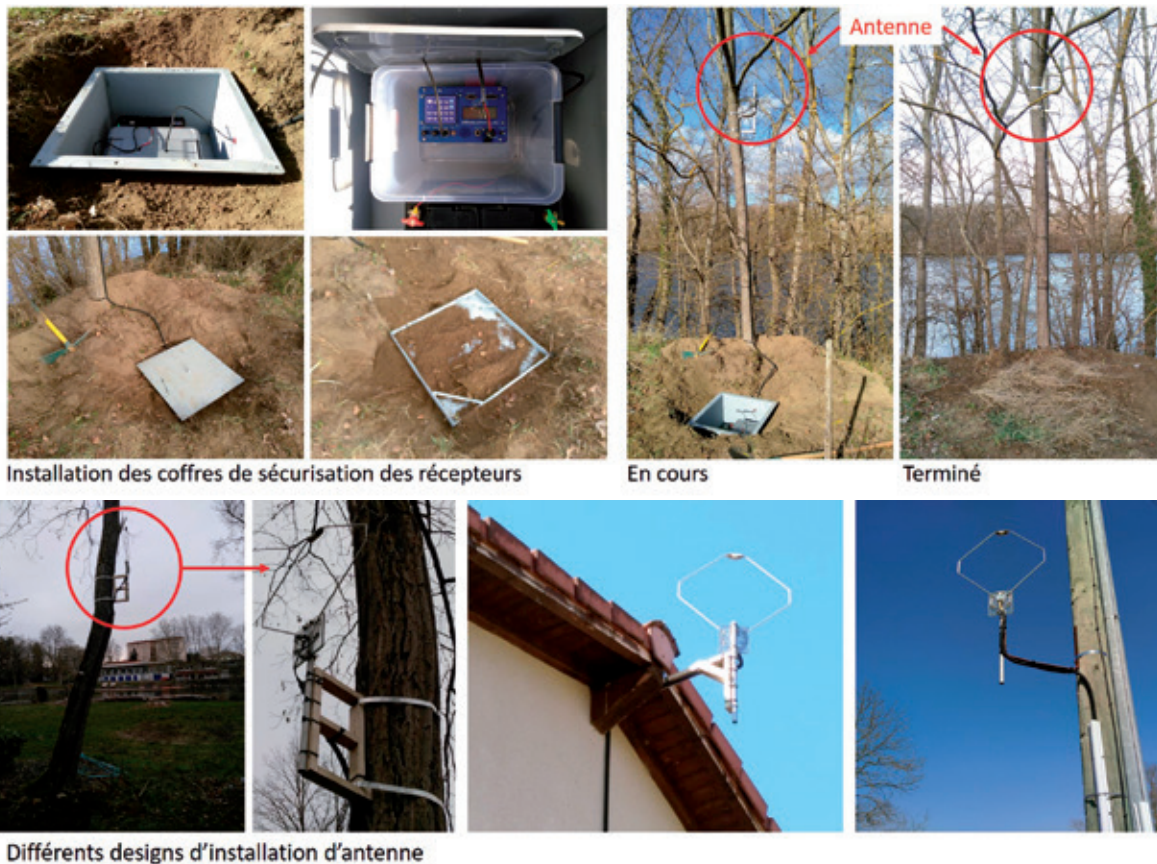 Antenne
Installation des coffres de sécurisation des récepteurs
En cours
Terminé
Différents designs d'installation d'antenne